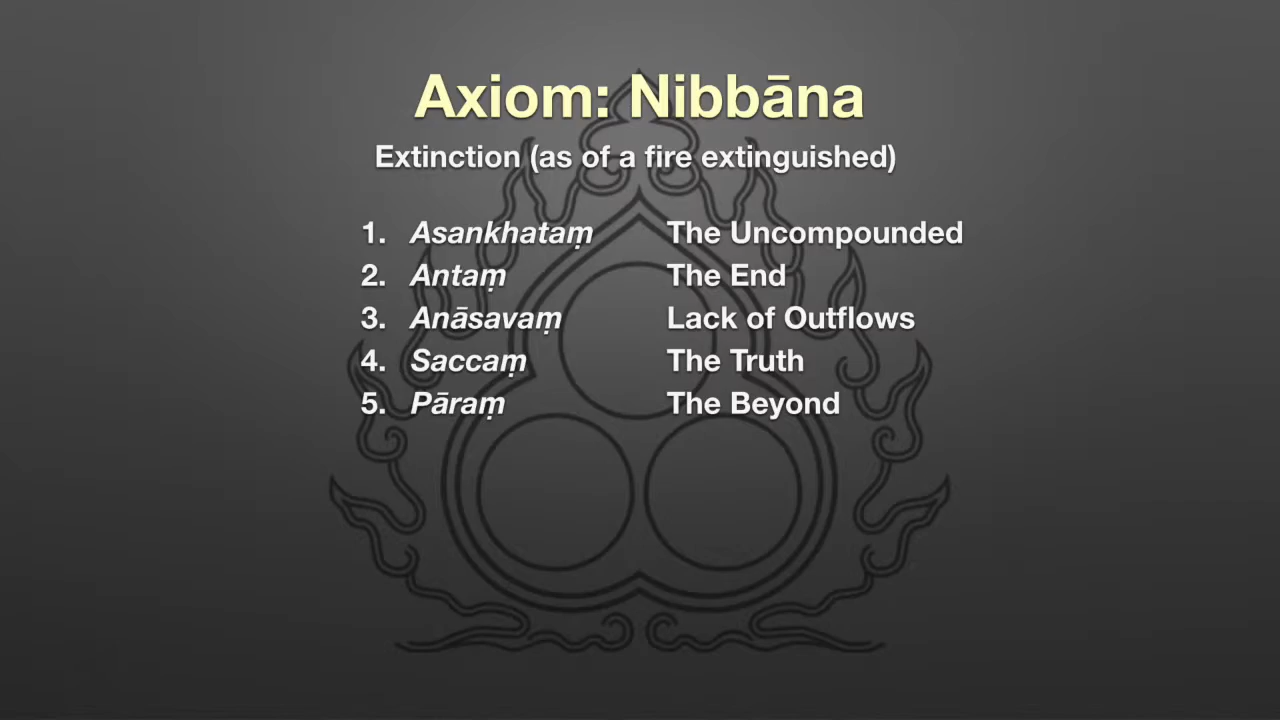 Axiom: Nibbāna
Extinction (as of a fire extinguished)
1. Asankhataṃ The Uncompounded
2. Antaṃ The End
3. Anāsavaṃ Lack of Outflows
4. Saccaṃ The Truth
5. Pāraṃ The Beyond